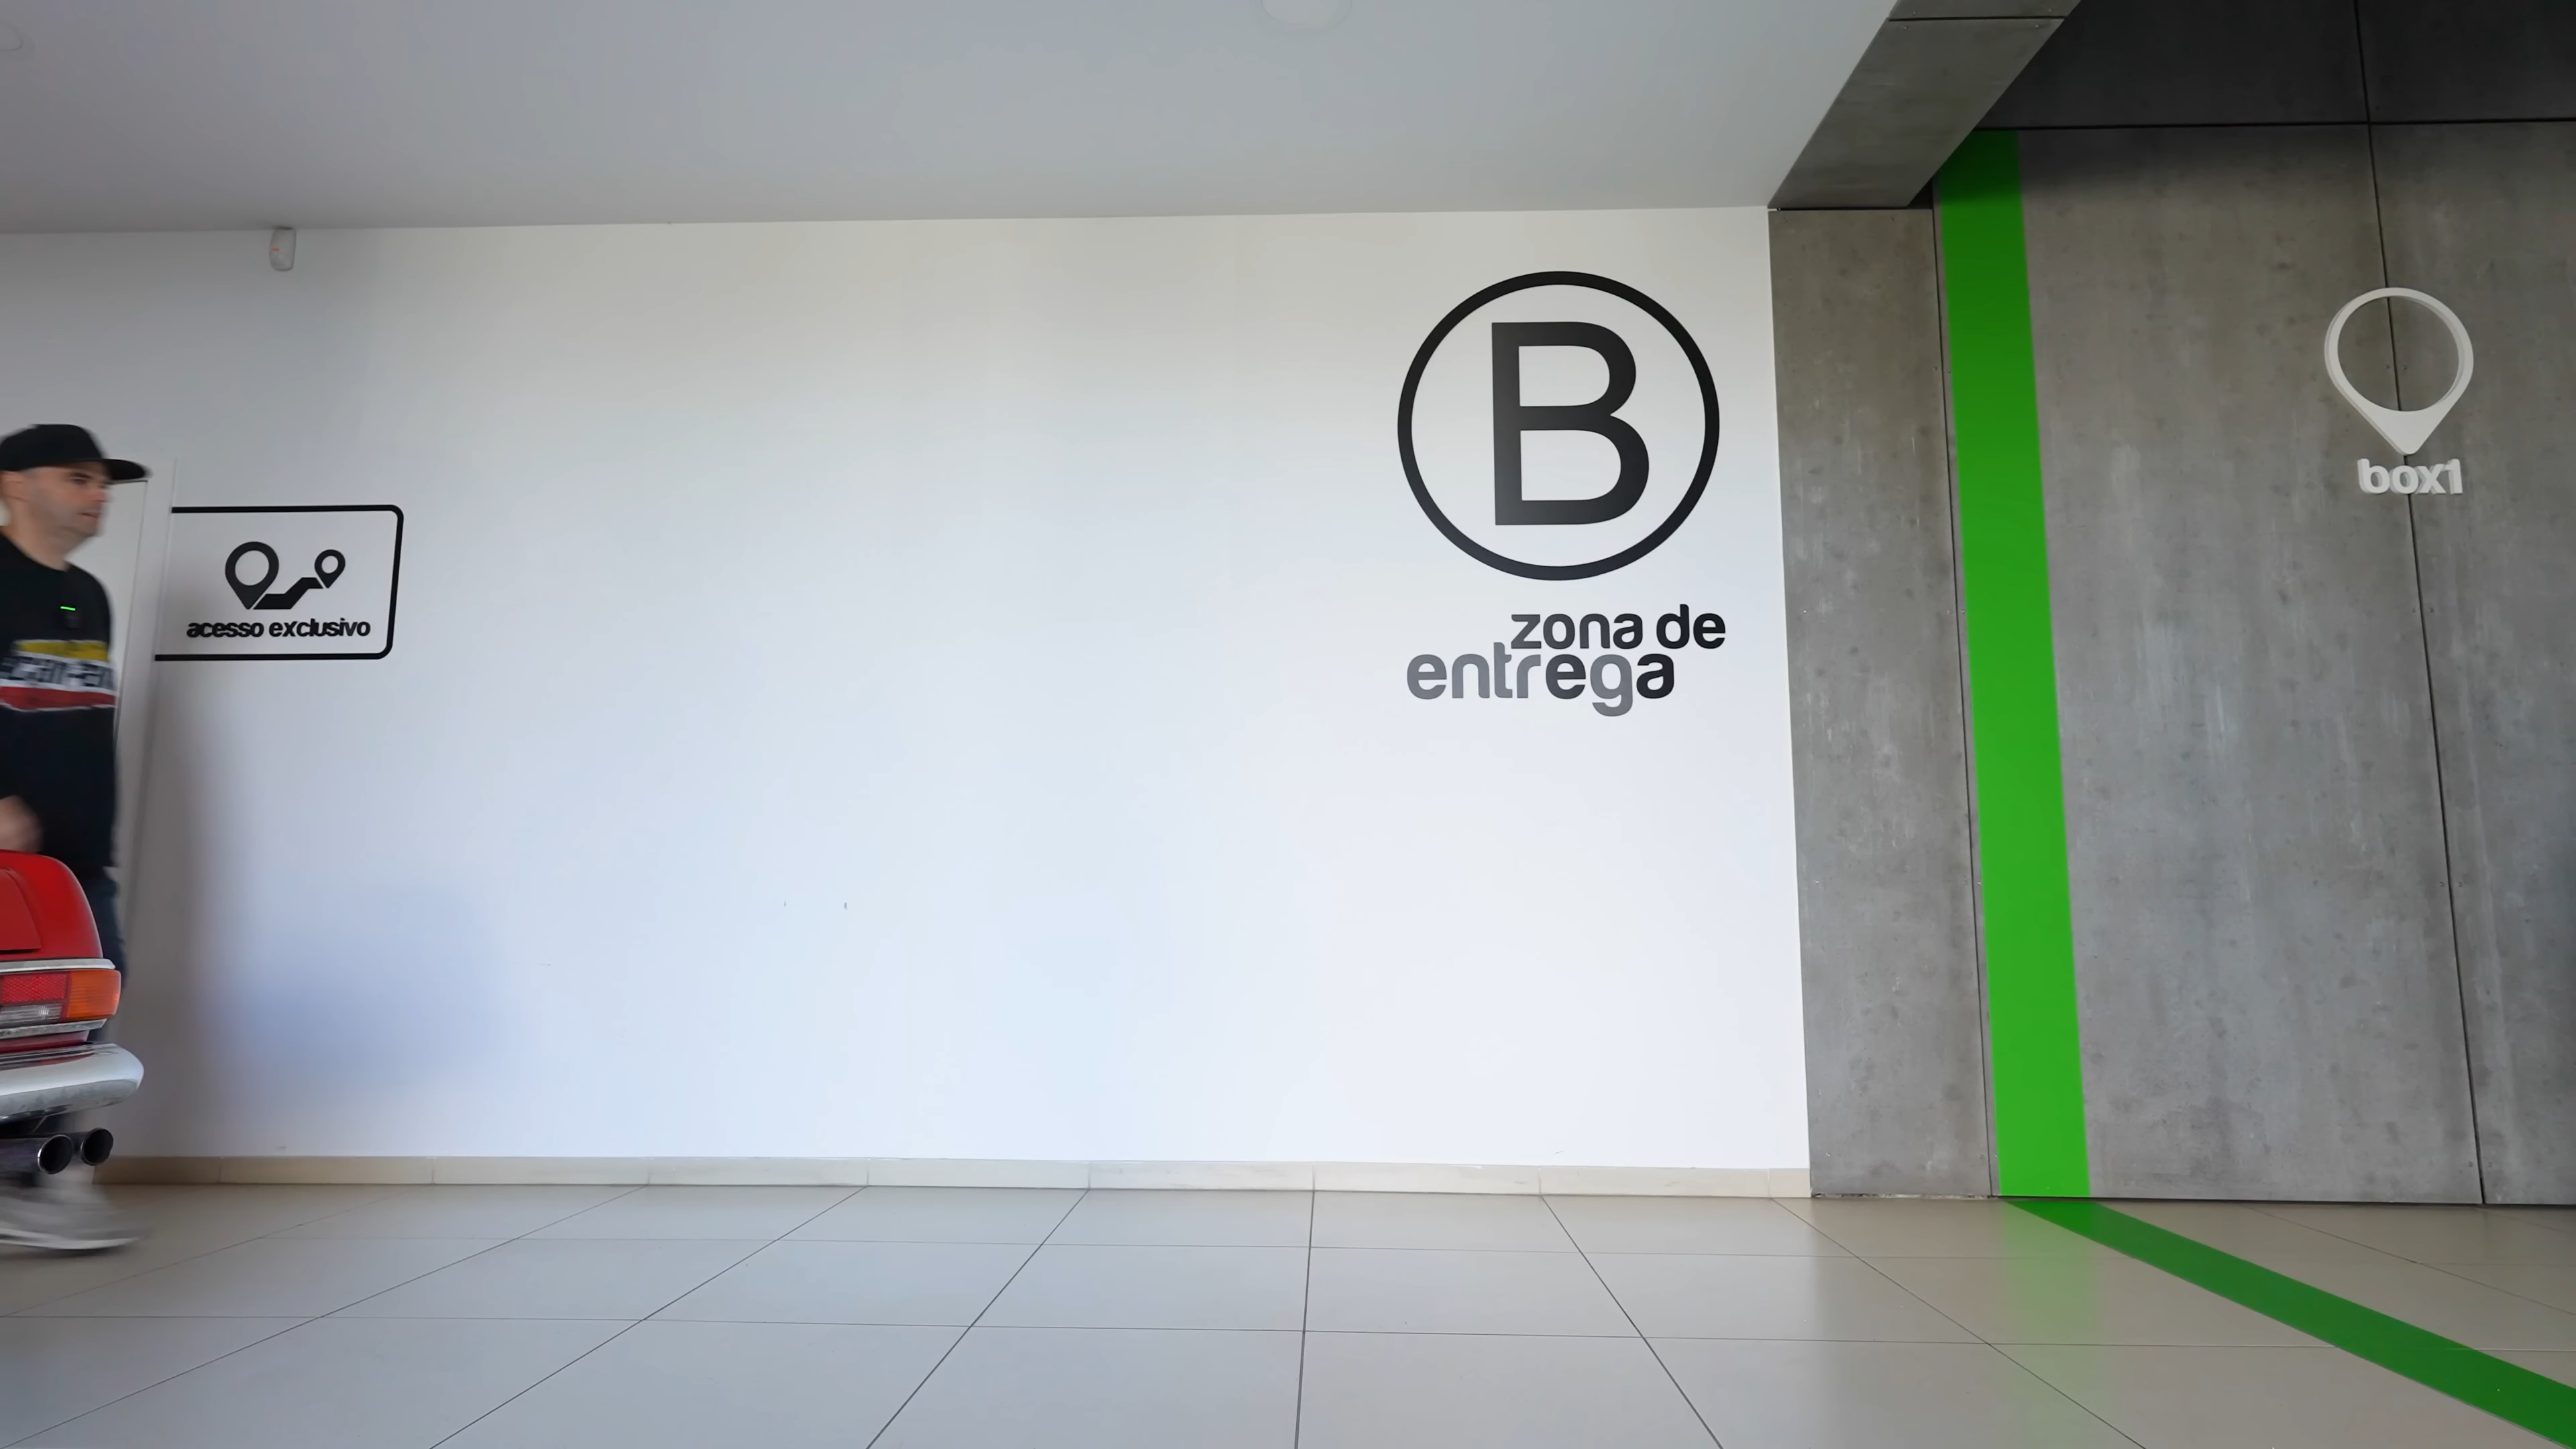 acesso exclusivo
B
zona de
entrega
box1